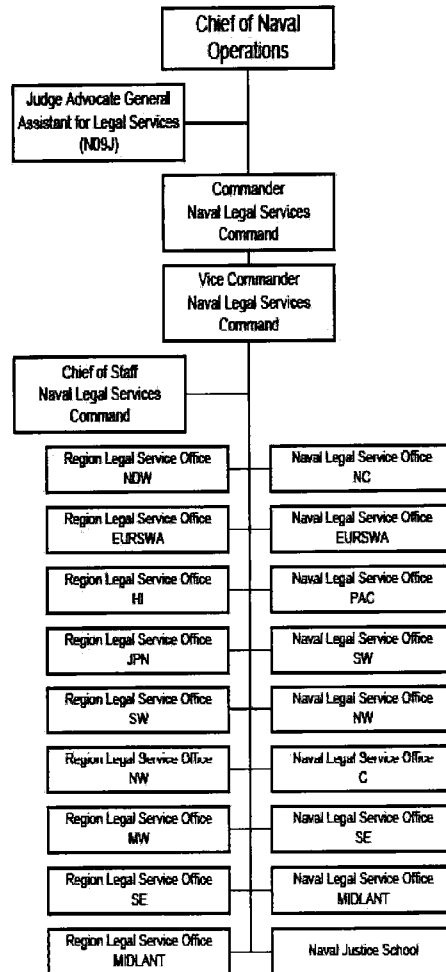 Chief of Naval
Operations
Judge Advocate General
Assistant for Legal Services
(N09J)
Commander
Naval Legal Services
Command
Vice Commander
Naval Legal Services
Command
Chief of Staff
Naval Legal Services
Command
Region Legal Service Office
NDW
Naval Legal Service Office
NC
Region Legal Service Office
EURSWA
Naval Legal Service Office
EURSWA
Region Legal Service Office
HI
Naval Legal Service Office
PAC
Region Legal Service Office
JPN
Naval Legal Service Office
SW
Region Legal Service Office
SW
Naval Legal Service Office
NW
Region Legal Service Office
NW
Naval Legal Service Office
C
Region Legal Service Office
MW
Naval Legal Service Office
SE
Region Legal Service Office
SE
Naval Legal Service Office
MIDLANT
Region Legal Service Office
MIDLANT
Naval Justice School